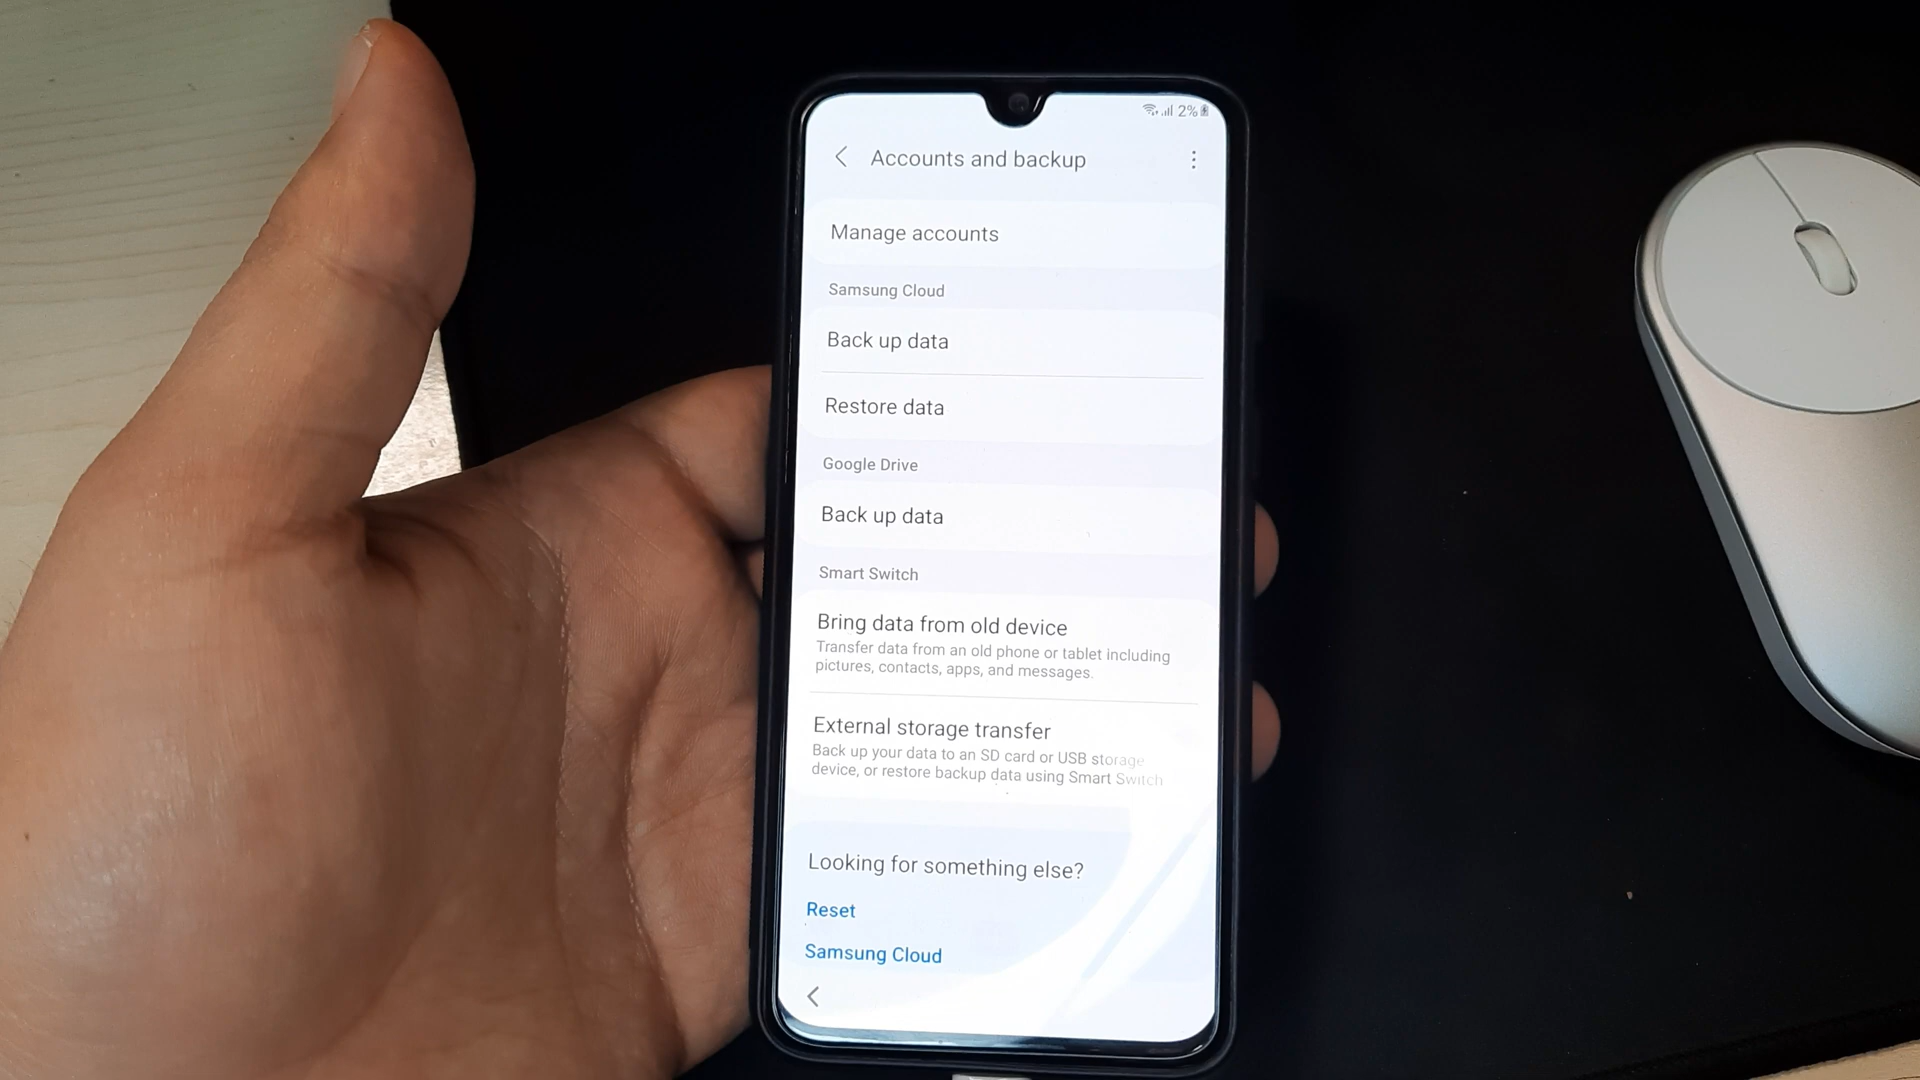 2%
Accounts and backup
Manage accounts
Samsung Cloud
Back up data
Restore data
Google Drive
Back up data
Smart Switch
Bring data from old device
Transfer data from an old phone or tablet including
pictures, contacts, apps, and messages.
External storage transfer
Back up your data to an SD card or USB storage
device, or restore backup data using Smart Switch
Looking for something else?
Reset
Samsung Cloud